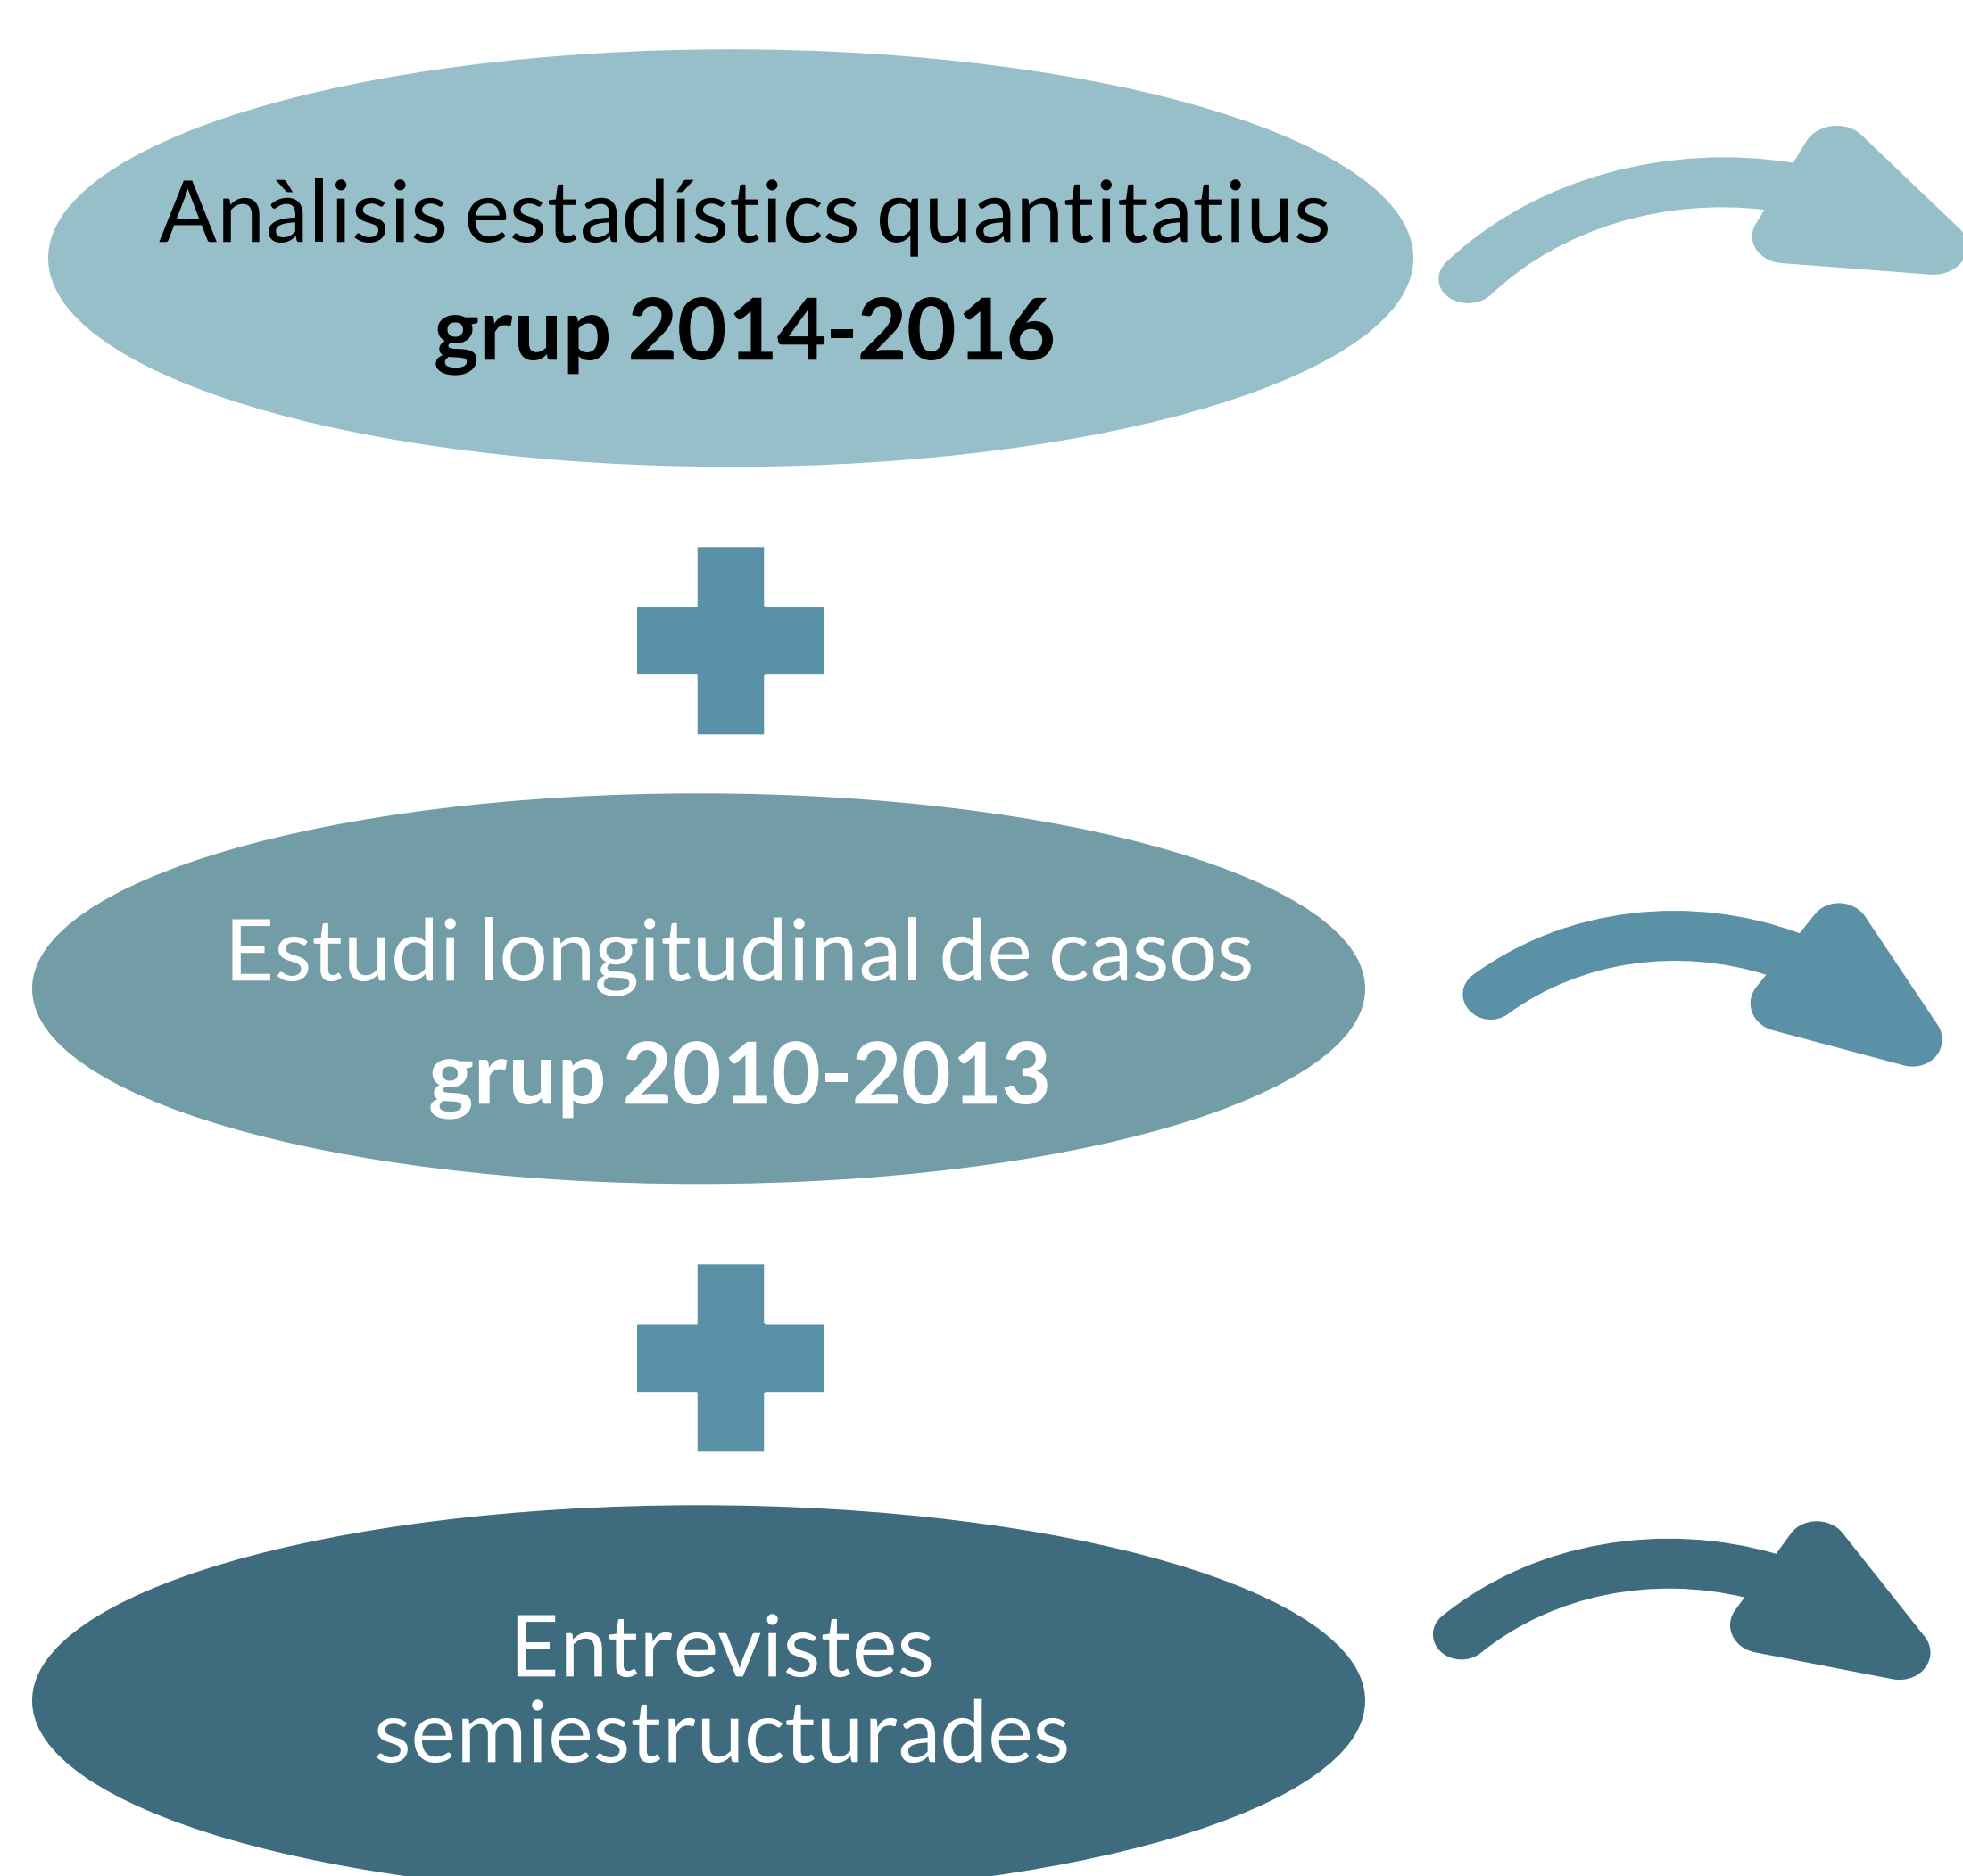 Anàlisis estadístics quantitatius
grup 2014-2016
Estudi longitudinal de casos
grup 2010-2013
Entrevistes
semiestructurades